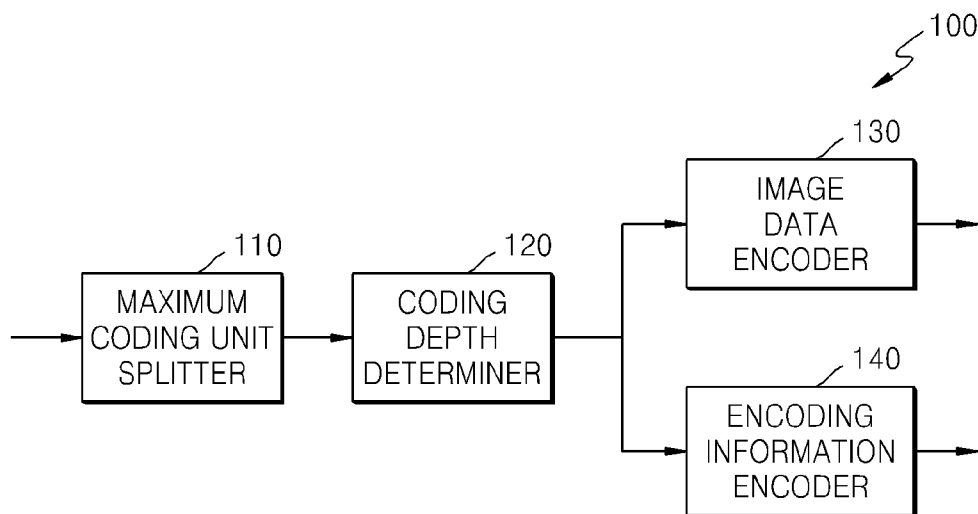 100
130
IMAGE
DATA
ENCODER
110
MAXIMUM
CODING UNIT
SPLITTER
120
CODING
DEPTH
DETERMINER
140
ENCODING
INFORMATION
ENCODER